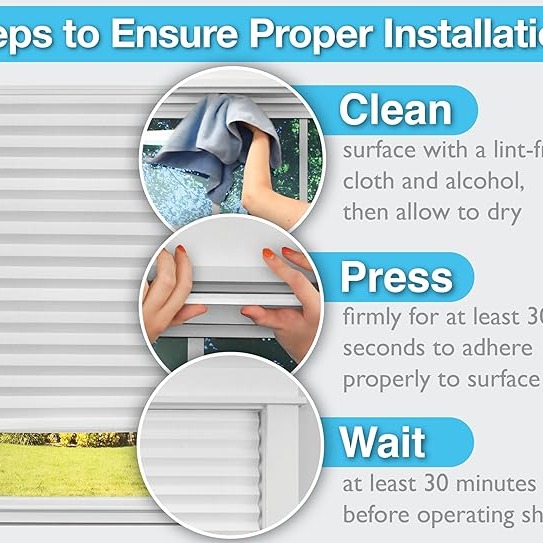 eps to Ensure Proper Installatio
Clean
surface with a lint-f
cloth and alcohol,
then allow to dry
Press
firmly for at least 30
seconds to adhere
properly to surface
Wait
at least 30 minutes
before operating sh